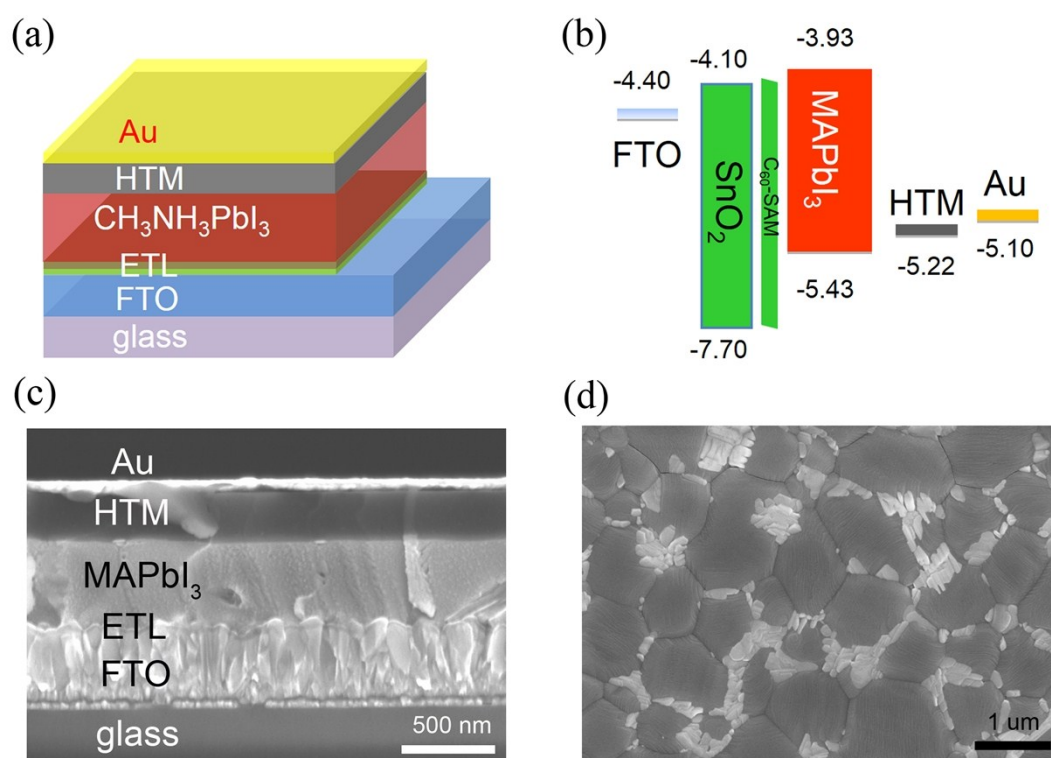 (a)
Au
HTM
CH₃NH₃PbI₃
ETL
FTO
glass
(b)
-3.93
-4.10
-4.40
FTO
SnO₂
C₆₀-SAM
MAPbI₃
HTM
Au
-5.10
-5.22
-5.43
-7.70
(c)
Au
HTM
MAPbI₃
ETL
FTO
glass
500 nm
(d)
1 um